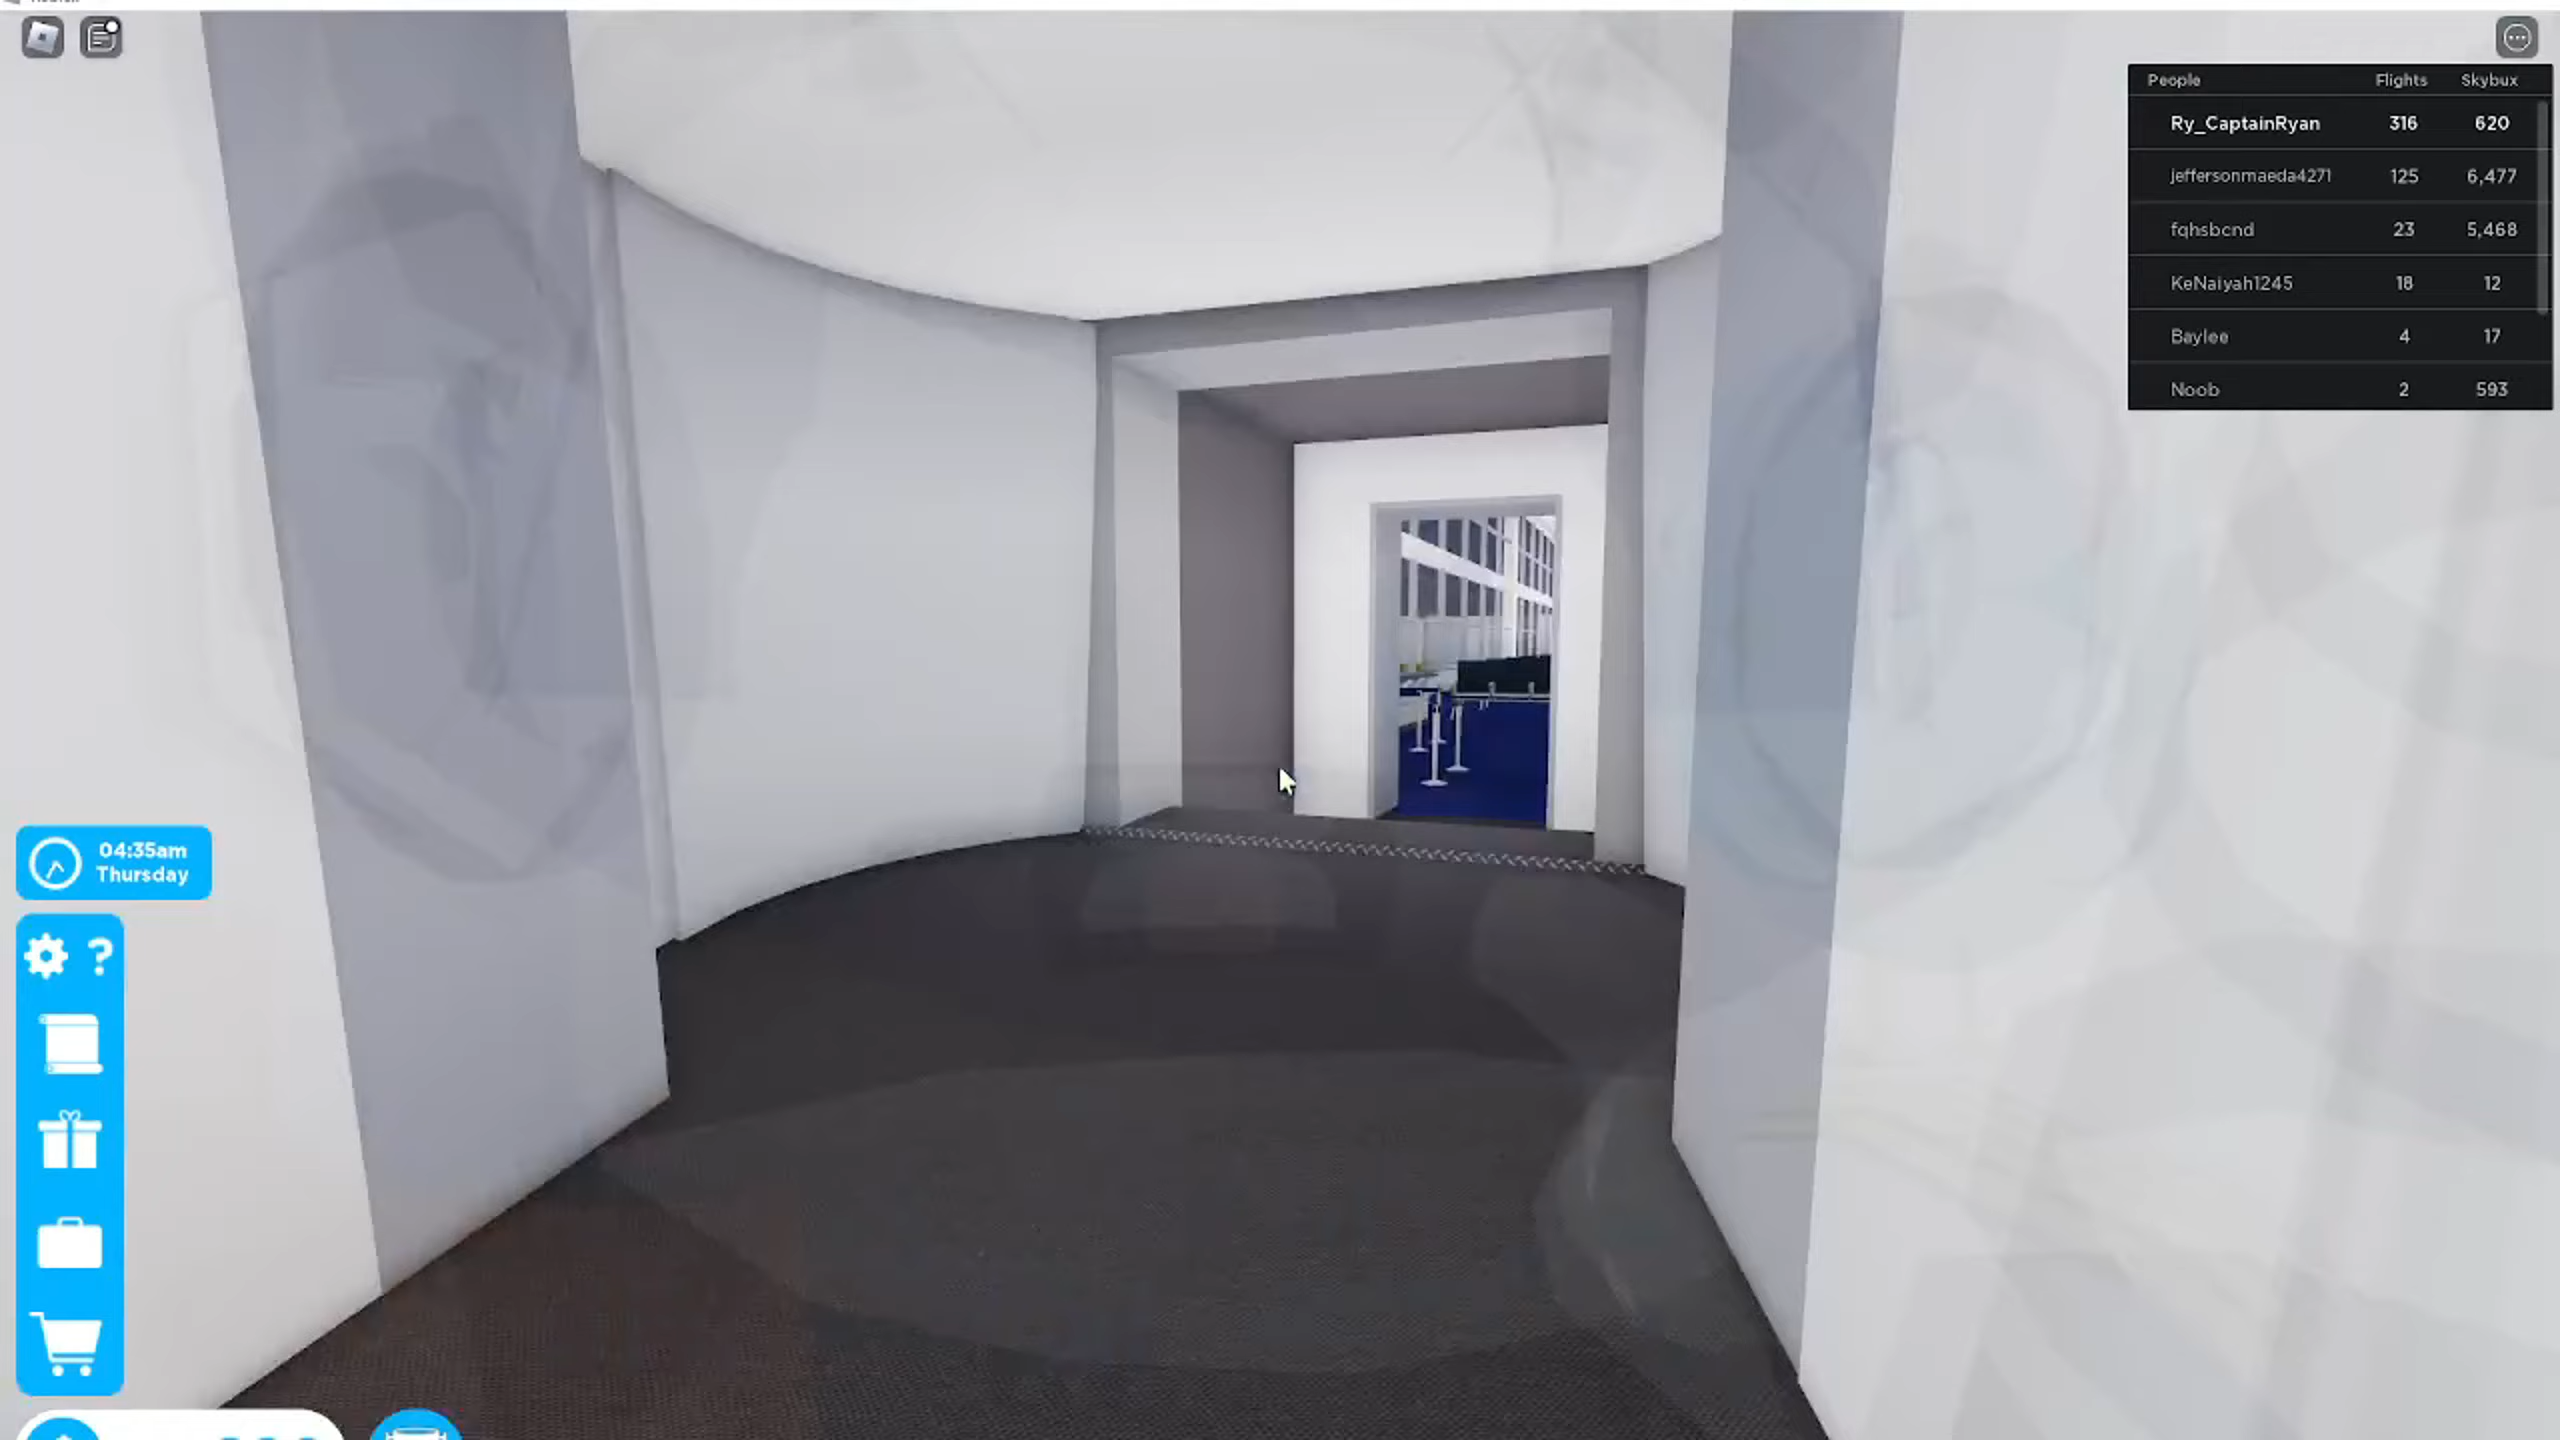 People Flights Skybux
Ry_CaptainRyan 316 620
jeffersonmaeda4271 125 6,477
fqhsbcnd 23 5,468
KeNaiyah1245 18 12
Baylee 4 17
Noob 2 593
04:35am
Thursday
?